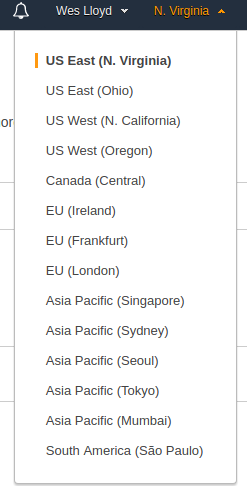 Wes Lloyd N. Virginia
US East (N. Virginia)
US East (Ohio)
US West (N. California)
or
US West (Oregon)
Canada (Central)
EU (Ireland)
EU (Frankfurt)
EU (London)
Asia Pacific (Singapore)
Asia Pacific (Sydney)
Asia Pacific (Seoul)
Asia Pacific (Tokyo)
Asia Pacific (Mumbai)
South America (São Paulo)